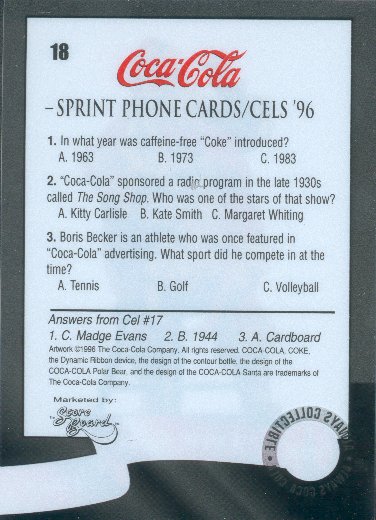 18
Coca-Cola
– SPRINT PHONE CARDS/CELS '96
1. In what year was caffeine-free "Coke" introduced?
A. 1963 B. 1973 C. 1983
2. "Coca-Cola" sponsored a radio program in the late 1930s
called The Song Shop. Who was one of the stars of that show?
A. Kitty Carlisle B. Kate Smith C. Margaret Whiting
3. Boris Becker is an athlete who was once featured in
"Coca-Cola" advertising. What sport did he compete in at the
time?
A. Tennis B. Golf C. Volleyball
Answers from Cel #17
1. C. Madge Evans 2. B. 1944 3. A. Cardboard
Artwork ©1996 The Coca-Cola Company. All rights reserved. COCA-COLA, COKE,
the Dynamic Ribbon device, the design of the contour bottle, the design of the
COCA-COLA Polar Bear, and the design of the COCA-COLA Santa are trademarks of
The Coca-Cola Company.
Marketed by:
Score Board
ALWAYS COLLECTIBLE •